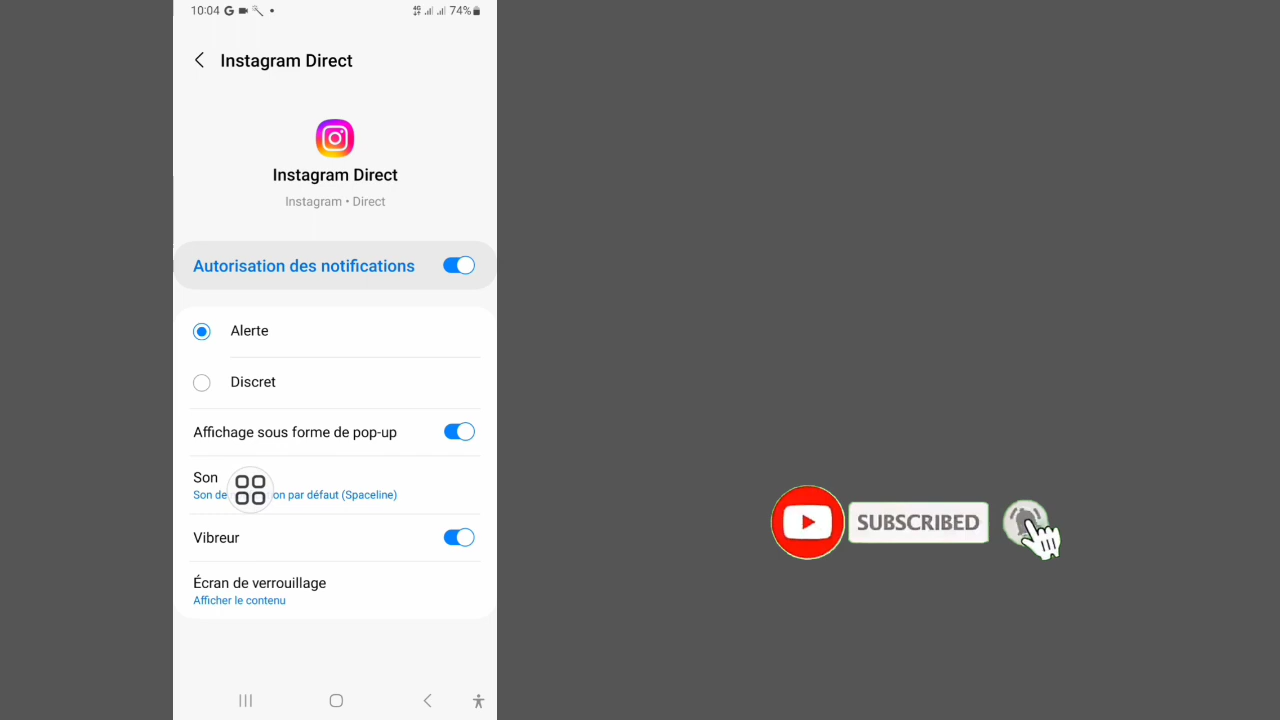 10:04 G 4G 74%
Instagram Direct
Instagram Direct
Instagram • Direct
Autorisation des notifications
Alerte
Discret
Affichage sous forme de pop-up
Son
Son de on par défaut (Spaceline)
Vibreur
Écran de verrouillage
Afficher le contenu
SUBSCRIBED